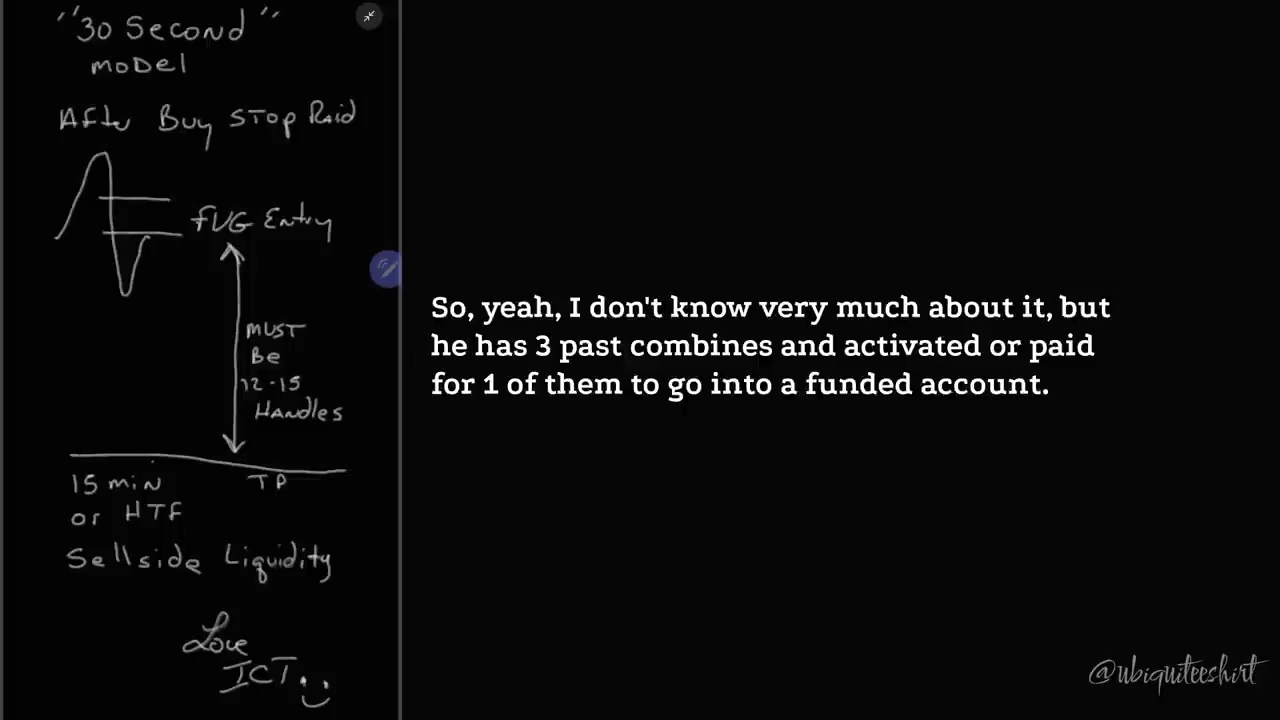 "30 Second"
MODEL
After Buy Stop Raid
FVG Entry
MUST
Be
12-15
HANdles
15 MIN
TP
or HTF
Sellside Liquidity
Love
ICT
So, yeah, I don't know very much about it, but
he has 3 past combines and activated or paid
for 1 of them to go into a funded account.
@ubiquiteeshirt